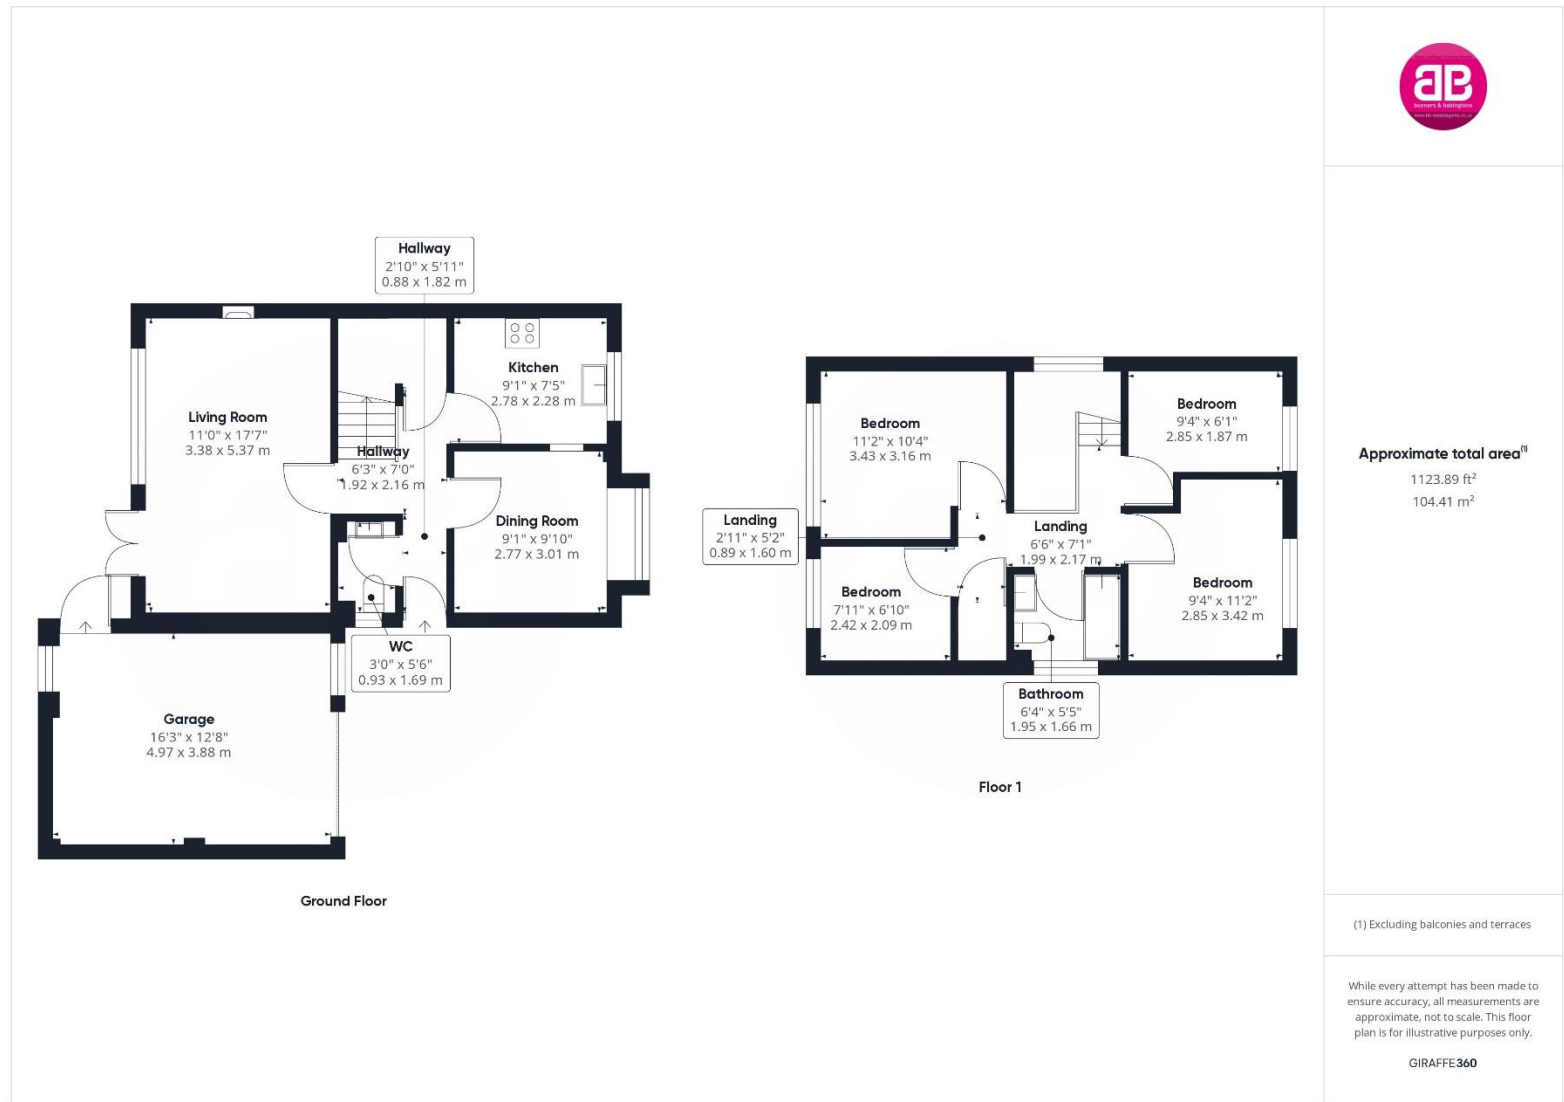 Hallway
2'10" x 5'11"
0.88 x 1.82 m
Living Room
11'0" x 17'7"
3.38 x 5.37 m
Kitchen
9'1" x 7'5"
2.78 x 2.28 m
Hallway
6'3" x 7'0"
1.92 x 2.16 m
Dining Room
9'1" x 9'10"
2.77 x 3.01 m
WC
3'0" x 5'6"
0.93 x 1.69 m
Garage
16'3" x 12'8"
4.97 x 3.88 m
Ground Floor
Bedroom
11'2" x 10'4"
3.43 x 3.16 m
Bedroom
9'4" x 6'1"
2.85 x 1.87 m
Landing
2'11" x 5'2"
0.89 x 1.60 m
Landing
6'6" x 7'1"
1.99 x 2.17 m
Bedroom
7'11" x 6'10"
2.42 x 2.09 m
Bedroom
9'4" x 11'2"
2.85 x 3.42 m
Bathroom
6'4" x 5'5"
1.95 x 1.66 m
Floor 1
BB
bonners & babingtons
Approximate total area(1)
1123.89 ft²
104.41 m²
(1) Excluding balconies and terraces
While every attempt has been made to
ensure accuracy, all measurements are
approximate, not to scale. This floor
plan is for illustrative purposes only.
GIRAFFE360